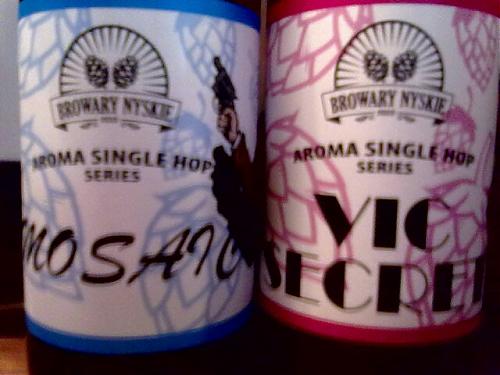 BROWARY NYSKIE
AROMA SINGLE HOP
SERIES
MOSAIC
BROWARY NYSKIE
AROMA SINGLE HOP
SERIES
VIC
SECRET